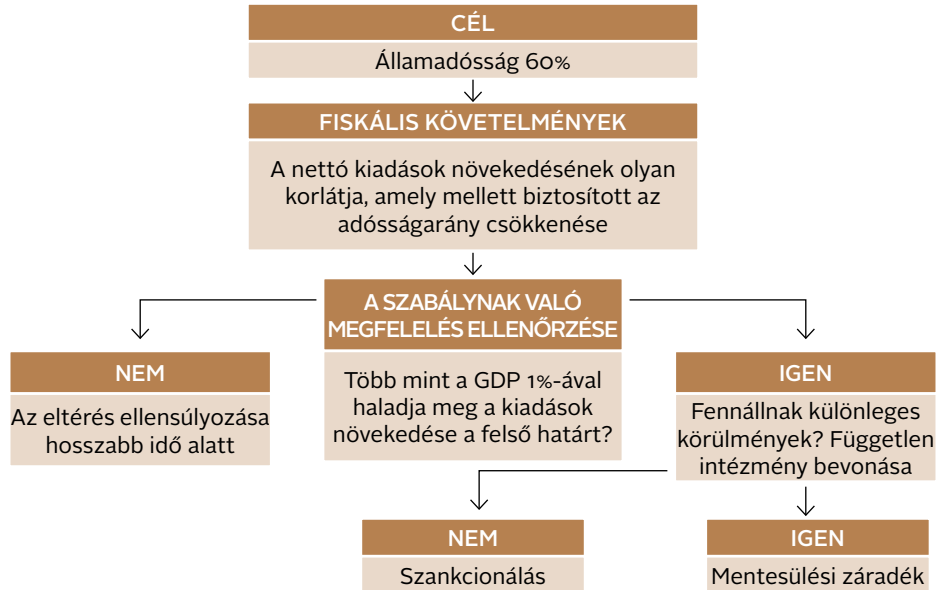 CÉL
Államadósság 60%
FISKÁLIS KÖVETELMÉNYEK
A nettó kiadások növekedésének olyan
korlátja, amely mellett biztosított az
adósságarány csökkenése
A SZABÁLYNAK VALÓ
MEGFELELÉS ELLENŐRZÉSE
Több mint a GDP 1%-ával
haladja meg a kiadások
növekedése a felső határt?
NEM
Az eltérés ellensúlyozása
hosszabb idő alatt
IGEN
Fennállnak különleges
körülmények? Független
intézmény bevonása
NEM
Szankcionálás
IGEN
Mentesülési záradék